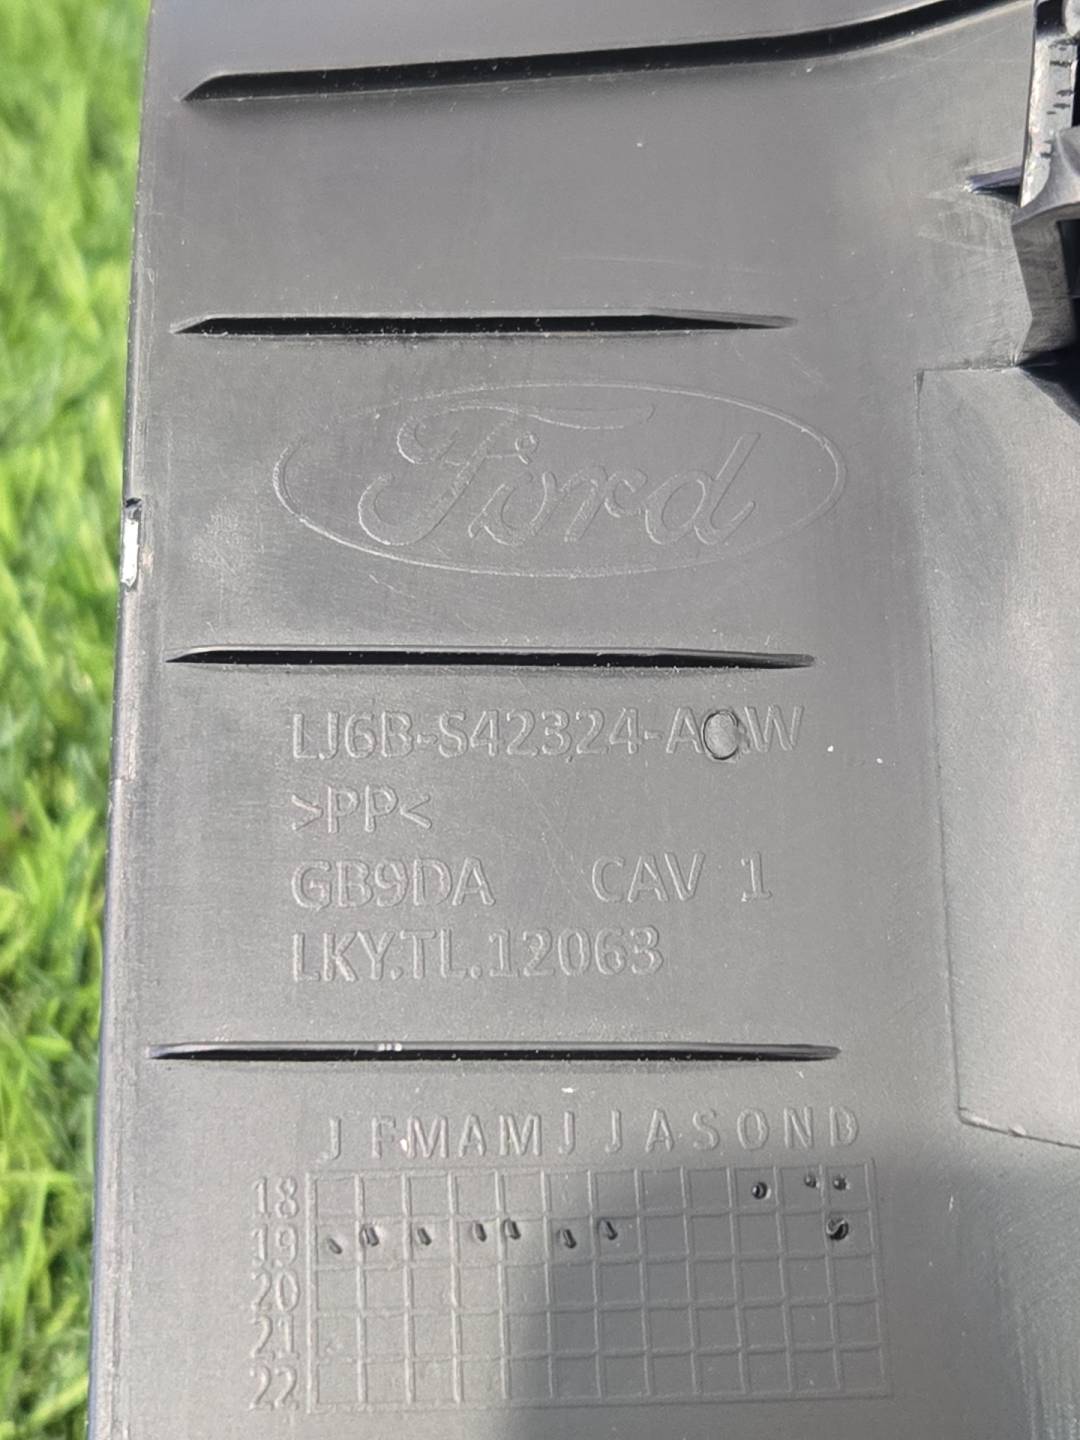 Ford
LJ6B-S42324-A W
>PP<
GB9DA CAV 1
LKY.TL.12063
J F M A M J J A S O N D
18
19
20
21
22